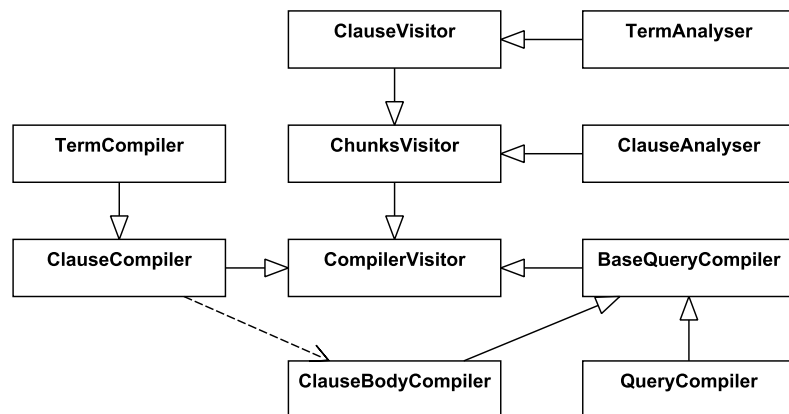 ClauseVisitor
TermAnalyser
TermCompiler
ChunksVisitor
ClauseAnalyser
ClauseCompiler
CompilerVisitor
BaseQueryCompiler
ClauseBodyCompiler
QueryCompiler